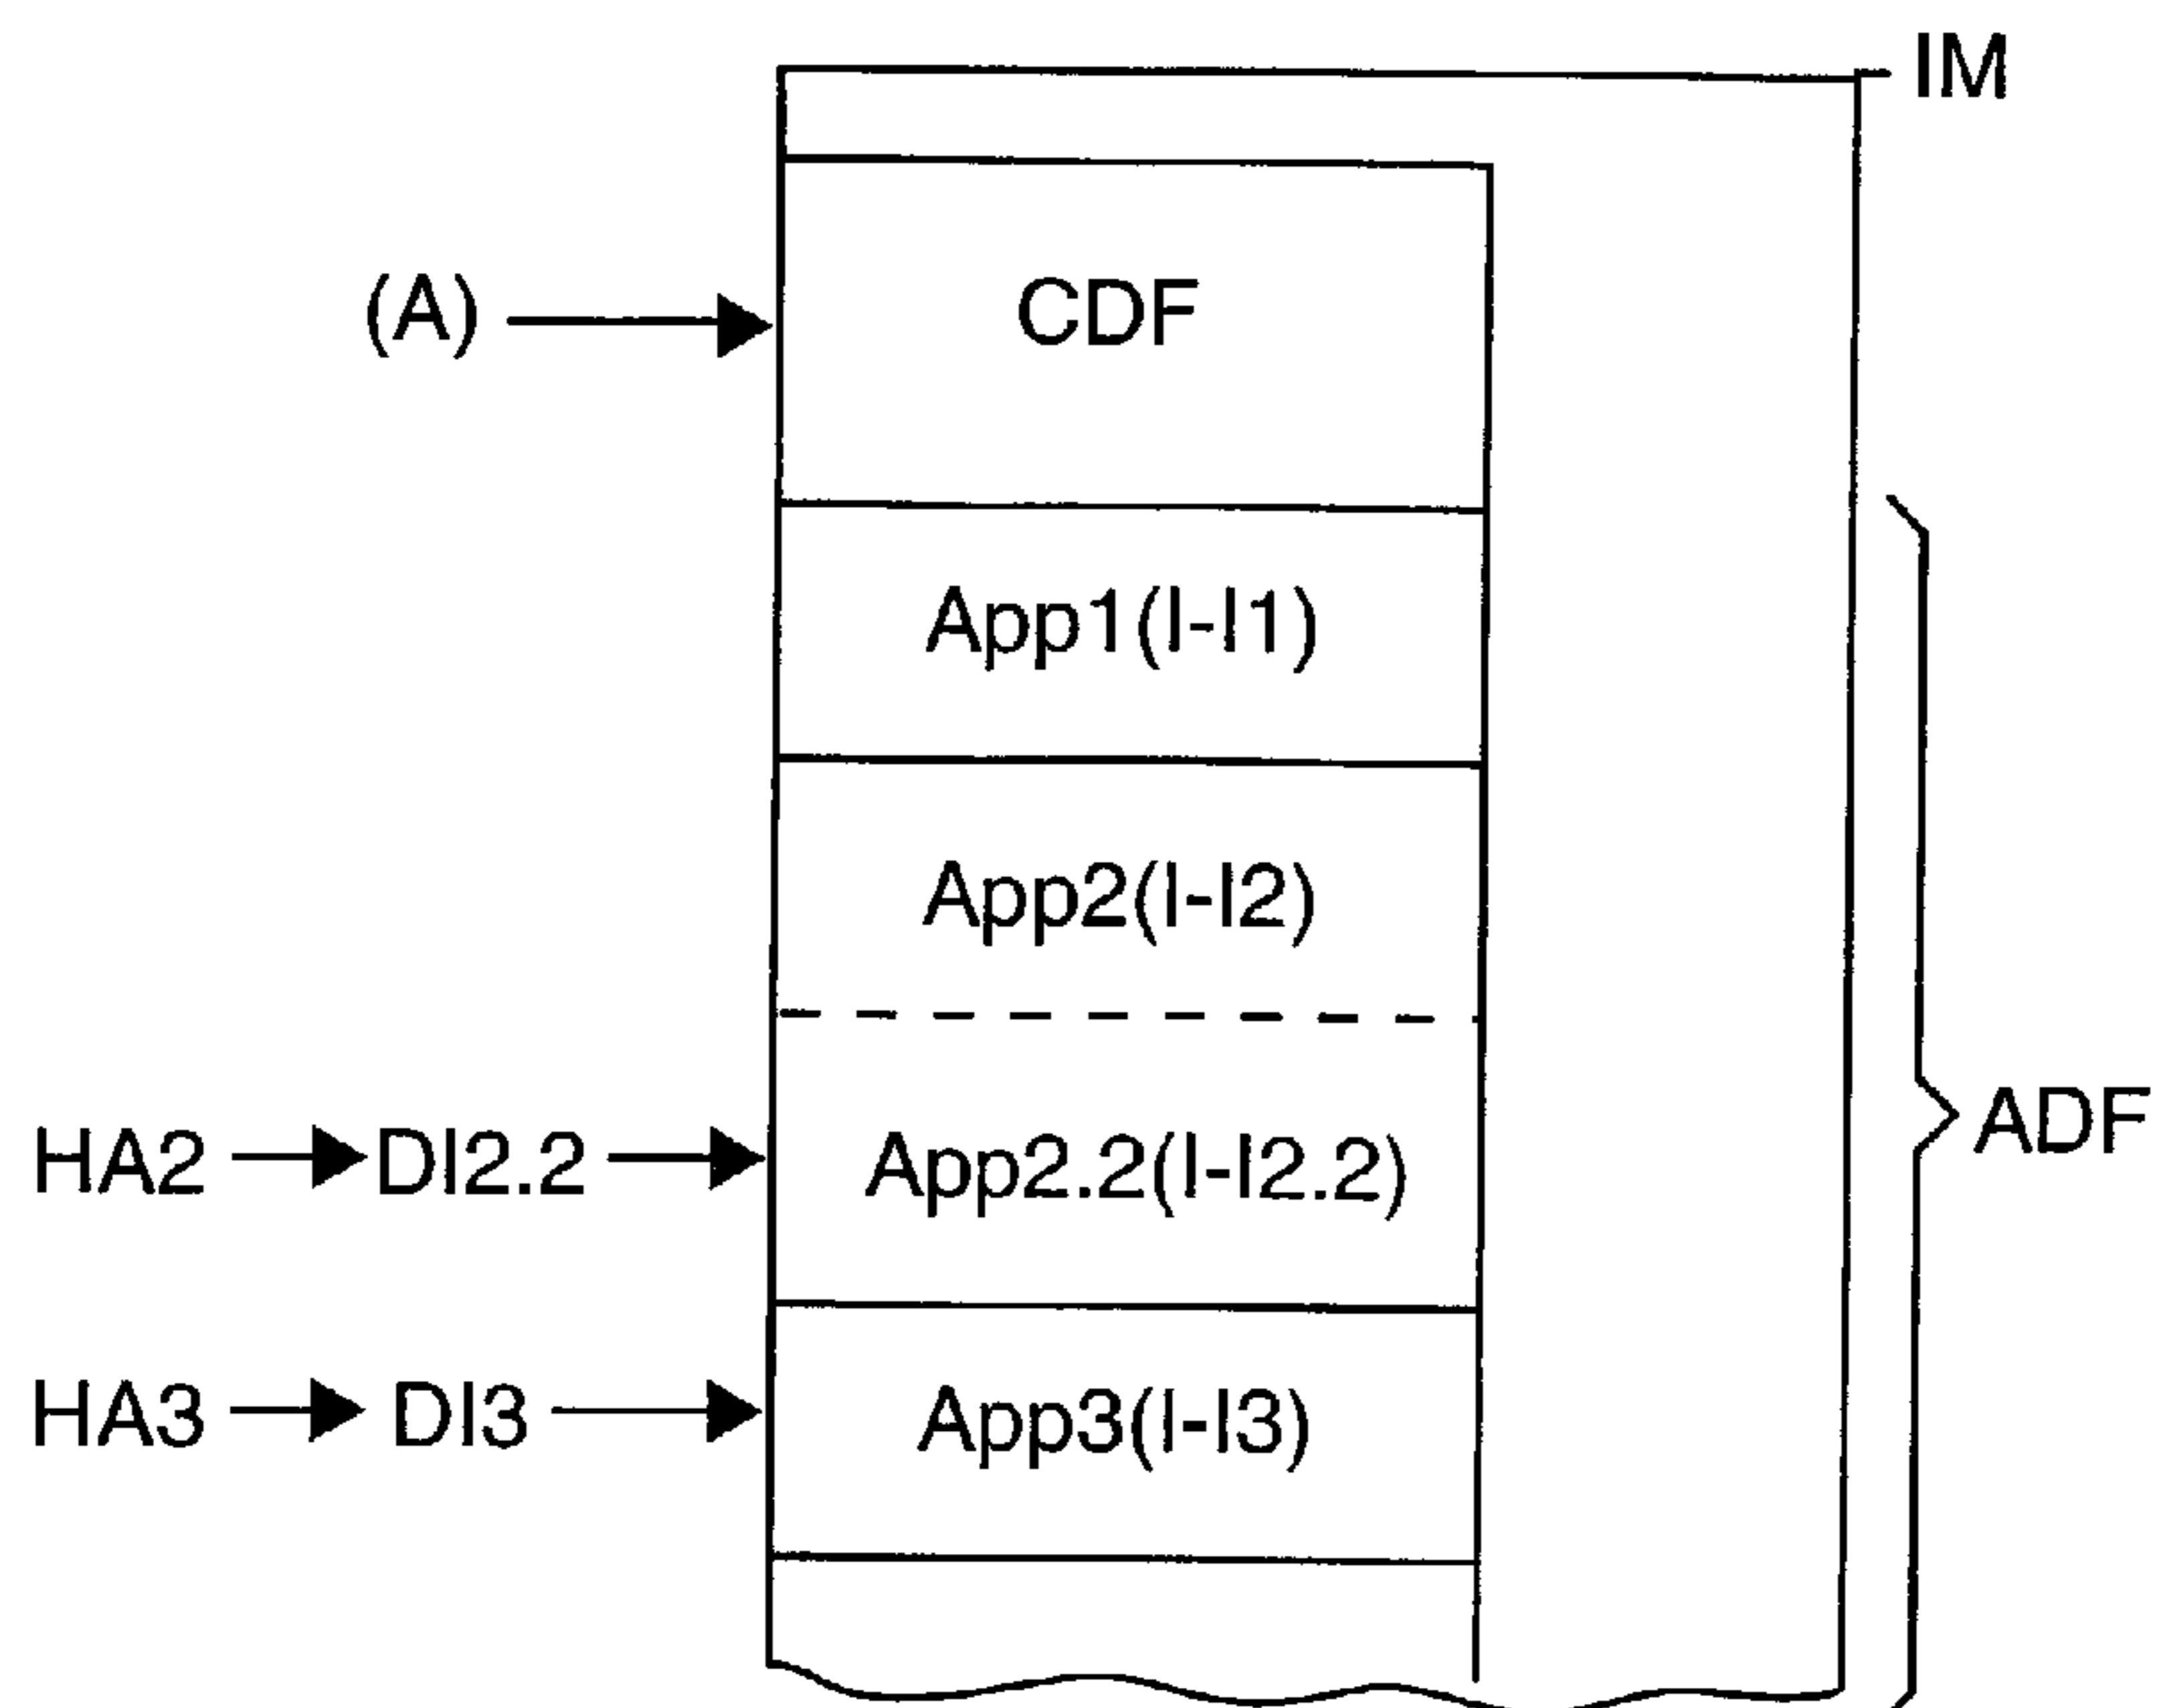 IM
(A) CDF
App1(I-I1)
App2(I-I2)
HA2 DI2.2 App2.2(I-I2.2) ADF
HA3 DI3 App3(I-I3)